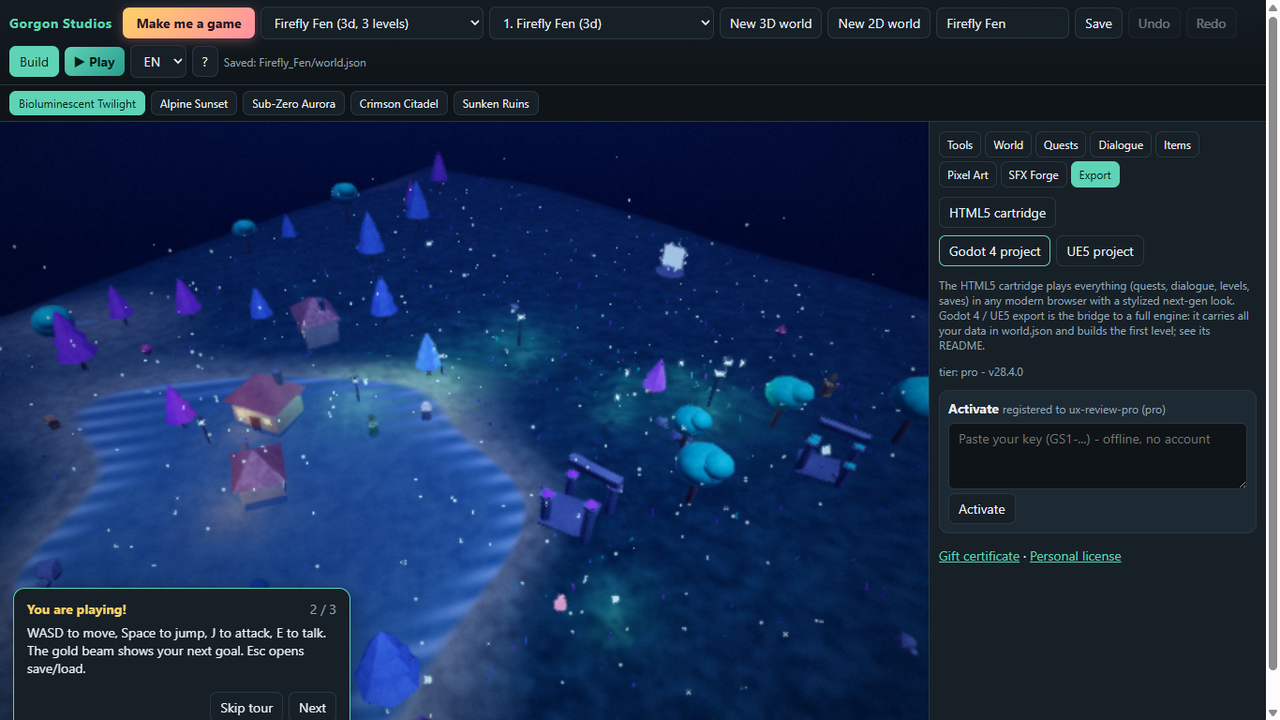 Gorgon Studios Make me a game Firefly Fen (3d, 3 levels) 1. Firefly Fen (3d) New 3D world New 2D world Firefly Fen Save Undo Redo
Build ▶ Play EN ? Saved: Firefly_Fen/world.json
Bioluminescent Twilight Alpine Sunset Sub-Zero Aurora Crimson Citadel Sunken Ruins
Tools World Quests Dialogue Items
Pixel Art SFX Forge Export
HTML5 cartridge
Godot 4 project UE5 project
The HTML5 cartridge plays everything (quests, dialogue, levels,
saves) in any modern browser with a stylized next-gen look.
Godot 4 / UE5 export is the bridge to a full engine: it carries all
your data in world.json and builds the first level; see its
README.
tier: pro - v28.4.0
Activate registered to ux-review-pro (pro)
Paste your key (GS1-...) - offline, no account
Activate
Gift certificate · Personal license
You are playing! 2 / 3
WASD to move, Space to jump, J to attack, E to talk.
The gold beam shows your next goal. Esc opens
save/load.
Skip tour Next